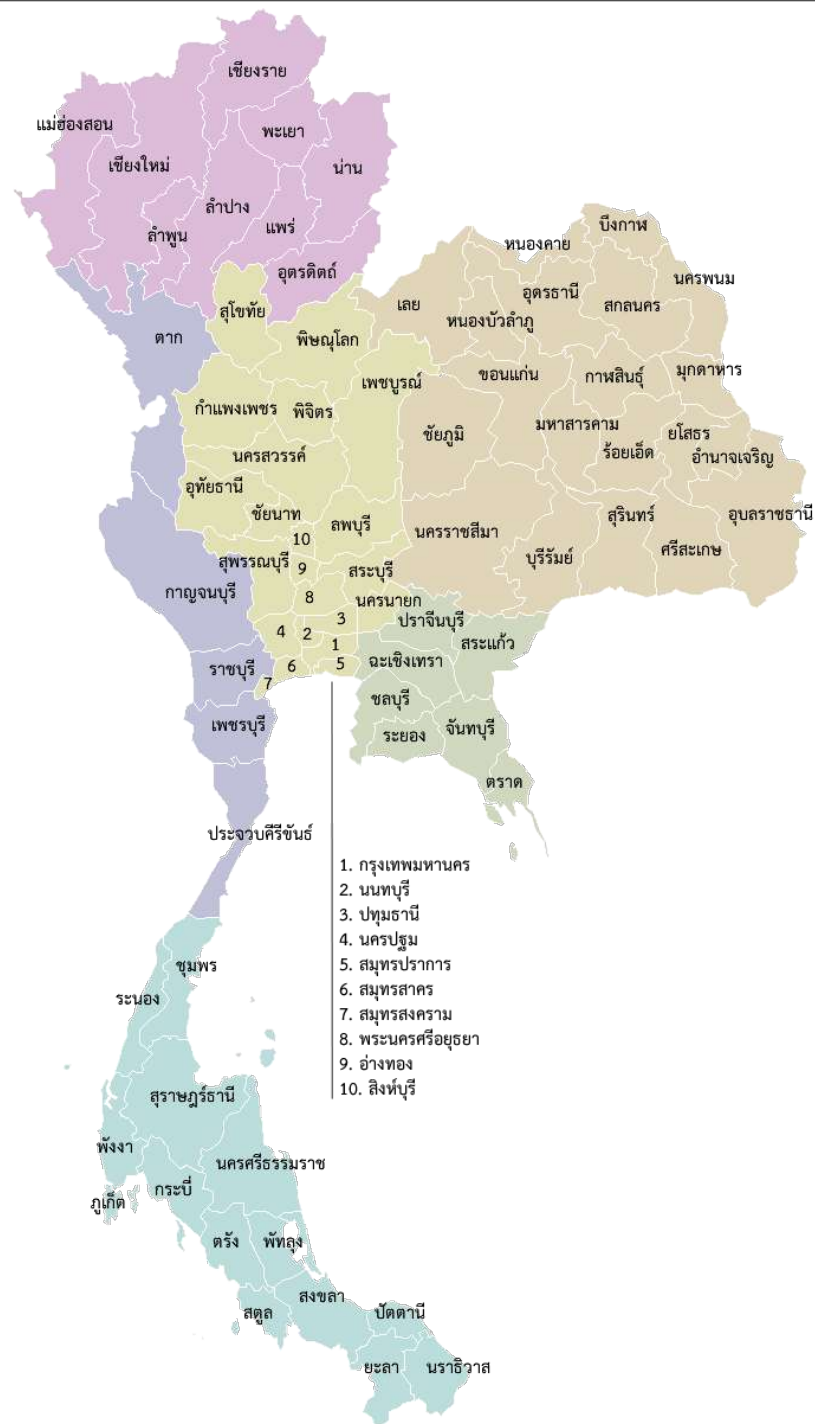 เชียงราย
แม่ฮ่องสอน
พะเยา
เชียงใหม่
น่าน
ลำปาง
แพร่
ลำพูน
อุตรดิตถ์
บึงกาฬ
หนองคาย
นครพนม
อุดรธานี
เลย
สกลนคร
สุโขทัย
หนองบัวลำภู
ตาก
พิษณุโลก
มุกดาหาร
ขอนแก่น
กาฬสินธุ์
เพชบูรณ์
กำแพงเพชร
พิจิตร
มหาสารคาม
ยโสธร
ชัยภูมิ
ร้อยเอ็ด
อำนาจเจริญ
นครสวรรค์
อุทัยธานี
ชัยนาท
สุรินทร์
อุบลราชธานี
ลพบุรี
นครราชสีมา
10
ศรีสะเกษ
บุรีรัมย์
สุพรรณบุรี
9
สระบุรี
กาญจนบุรี
8
นครนายก
3
ปราจีนบุรี
4
2
1
สระแก้ว
ราชบุรี
6
5
ฉะเชิงเทรา
7
ชลบุรี
เพชรบุรี
ระยอง
จันทบุรี
ตราด
ประจวบคีรีขันธ์
1. กรุงเทพมหานคร
2. นนทบุรี
3. ปทุมธานี
4. นครปฐม
5. สมุทรปราการ
6. สมุทรสาคร
7. สมุทรสงคราม
8. พระนครศรีอยุธยา
9. อ่างทอง
10. สิงห์บุรี
ชุมพร
ระนอง
สุราษฎร์ธานี
พังงา
นครศรีธรรมราช
กระบี่
ภูเก็ต
ตรัง
พัทลุง
สงขลา
สตูล
ปัตตานี
ยะลา
นราธิวาส